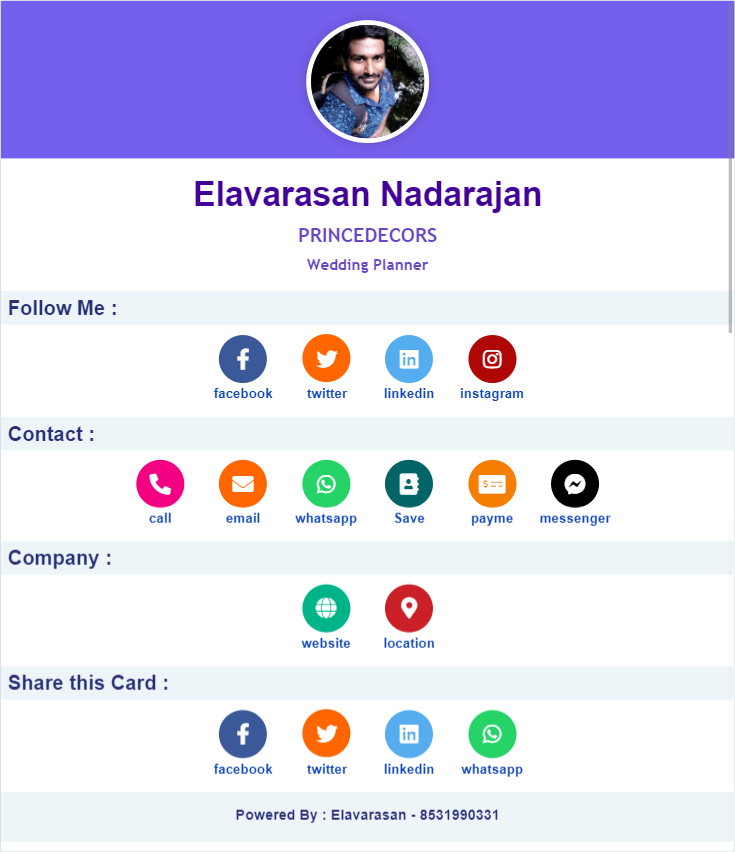 Elavarasan Nadarajan
PRINCEDECORS
Wedding Planner
Follow Me :
facebook twitter linkedin instagram
Contact :
call email whatsapp Save payme messenger
Company :
website location
Share this Card :
facebook twitter linkedin whatsapp
Powered By : Elavarasan - 8531990331